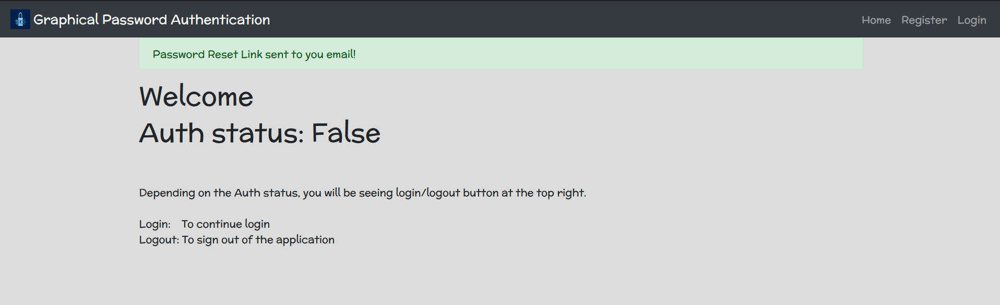 Graphical Password Authentication
Home Register Login
Password Reset Link sent to you email!
Welcome
Auth status: False
Depending on the Auth status, you will be seeing login/logout button at the top right.
Login: To continue login
Logout: To sign out of the application